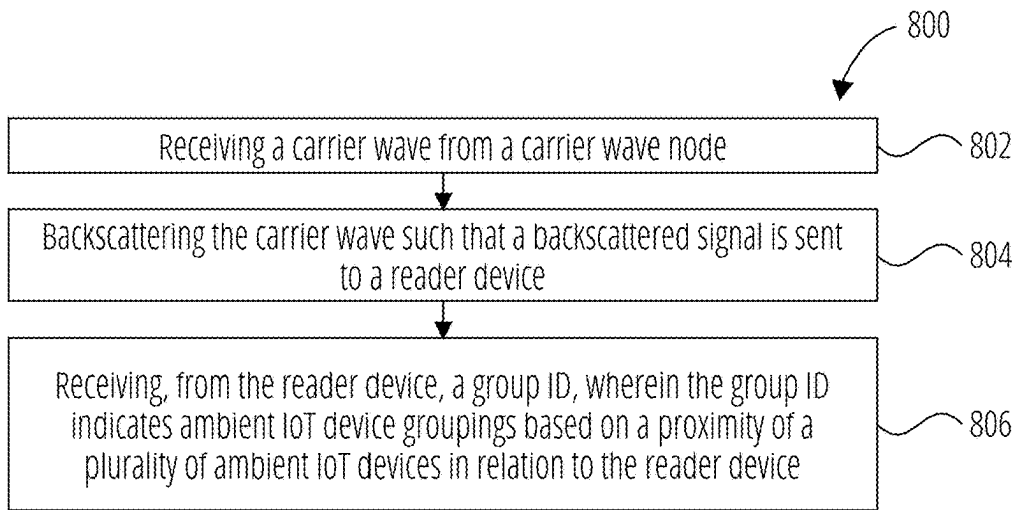 800
Receiving a carrier wave from a carrier wave node
802
Backscattering the carrier wave such that a backscattered signal is sent
to a reader device
804
Receiving, from the reader device, a group ID, wherein the group ID
indicates ambient IoT device groupings based on a proximity of a
plurality of ambient IoT devices in relation to the reader device
806